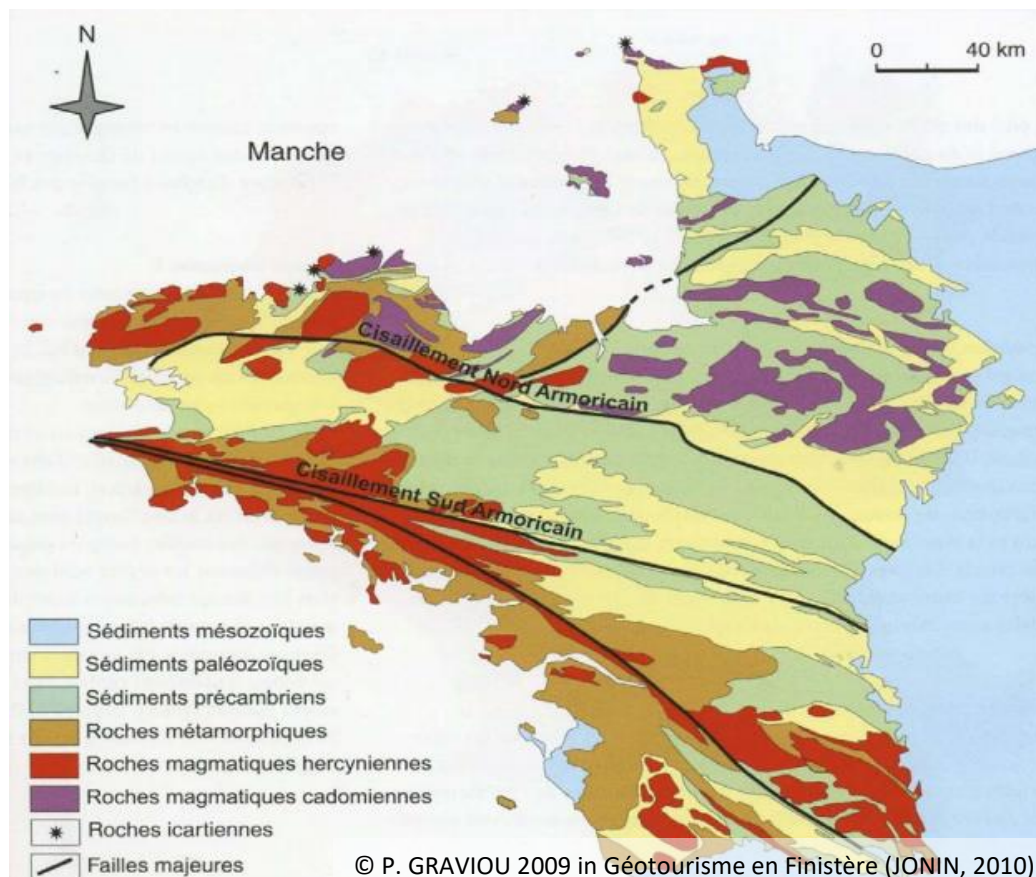 N
0 40 km
Manche
Cisaillement Nord Armoricain
Cisaillement Sud Armoricain
Sédiments mésozoïques
Sédiments paléozoïques
Sédiments précambriens
Roches métamorphiques
Roches magmatiques hercyniennes
Roches magmatiques cadomiennes
Roches icartiennes
Failles majeures
© P. GRAVIOU 2009 in Géotourisme en Finistère (JONIN, 2010)